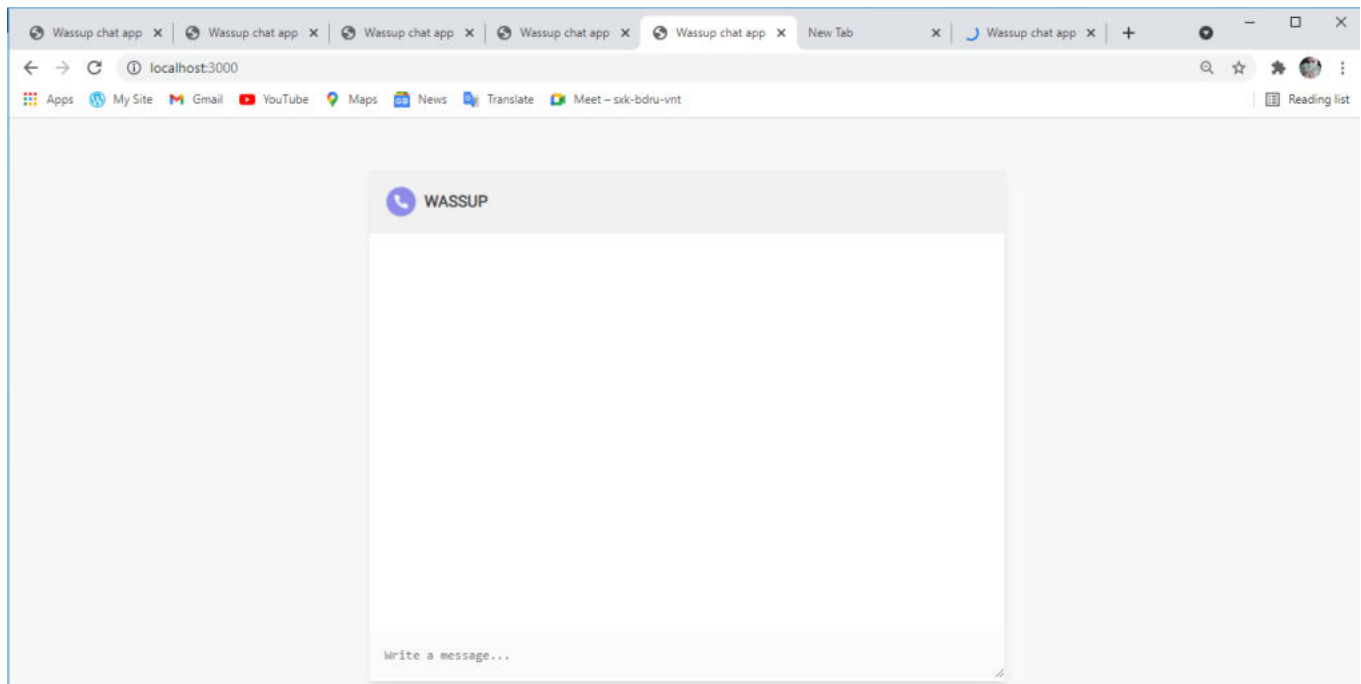 Wassup chat app Wassup chat app Wassup chat app Wassup chat app Wassup chat app New Tab Wassup chat app
localhost:3000
Apps My Site Gmail YouTube Maps News Translate Meet – sxk-bdru-vnt Reading list
WASSUP
Write a message...